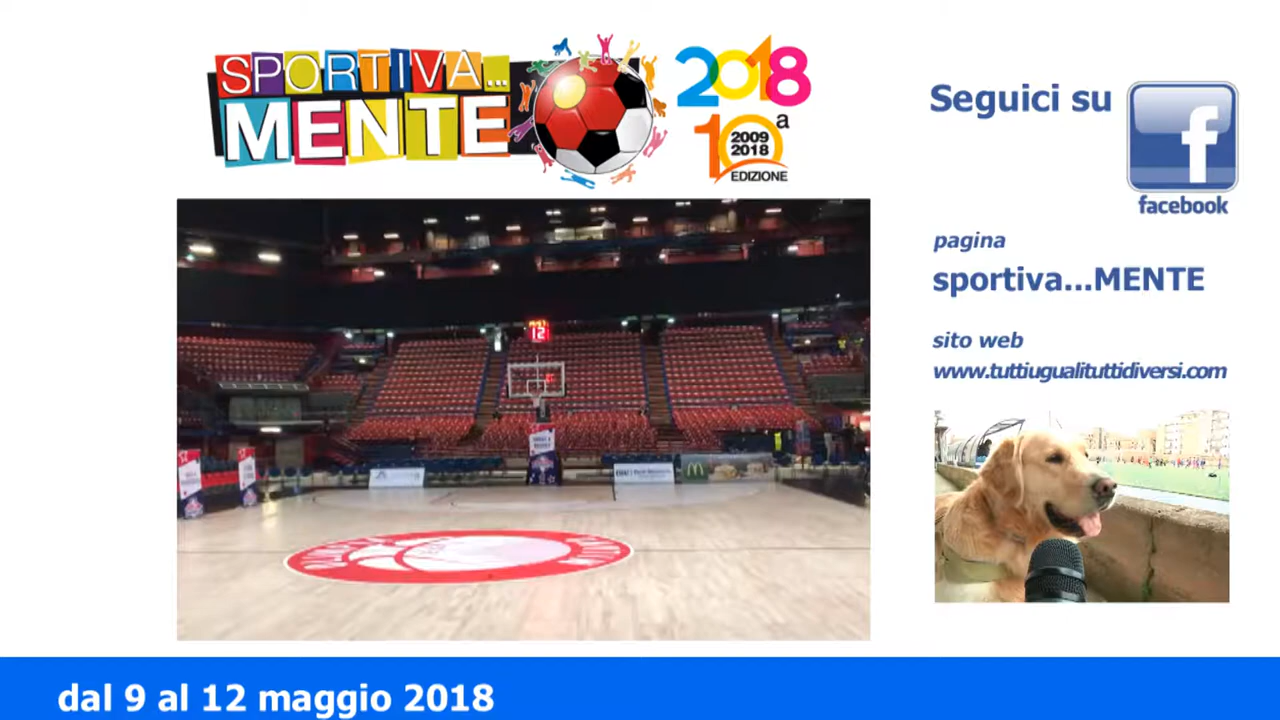 SPORTIVA...
MENTE
2018
10ª
2009
2018
EDIZIONE
Seguici su
f
facebook
pagina
sportiva...MENTE
sito web
www.tuttiugualituttidiversi.com
12
dal 9 al 12 maggio 2018